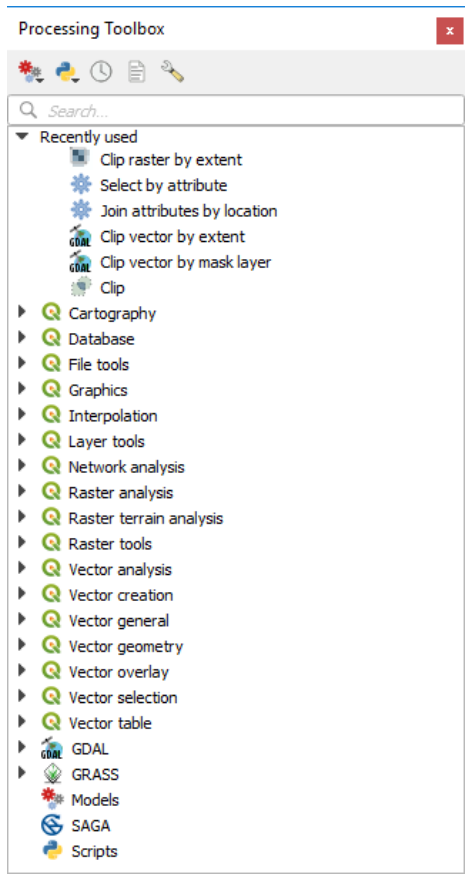 Processing Toolbox
x
Search...
Recently used
Clip raster by extent
Select by attribute
Join attributes by location
GDAL Clip vector by extent
GDAL Clip vector by mask layer
Clip
Cartography
Database
File tools
Graphics
Interpolation
Layer tools
Network analysis
Raster analysis
Raster terrain analysis
Raster tools
Vector analysis
Vector creation
Vector general
Vector geometry
Vector overlay
Vector selection
Vector table
GDAL GDAL
GRASS
Models
SAGA
Scripts